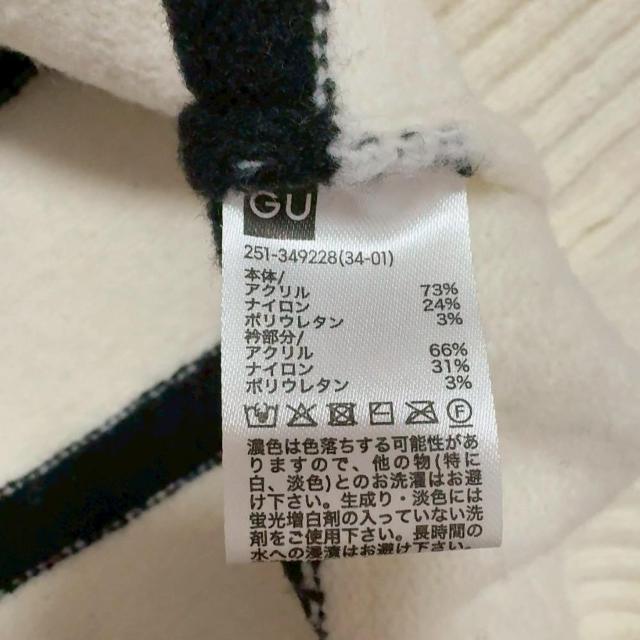 GU
251-349228(34-01)
本体/
アクリル 73%
ナイロン 24%
ポリウレタン 3%
衿部分/
アクリル 66%
ナイロン 31%
ポリウレタン 3%
濃色は色落ちする可能性があ
りますので、他の物(特に
白、淡色)とのお洗濯はお避
け下さい。生成り・淡色には
蛍光増白剤の入っていない洗
剤をご使用下さい。長時間の
水への浸漬はお避け下さい。